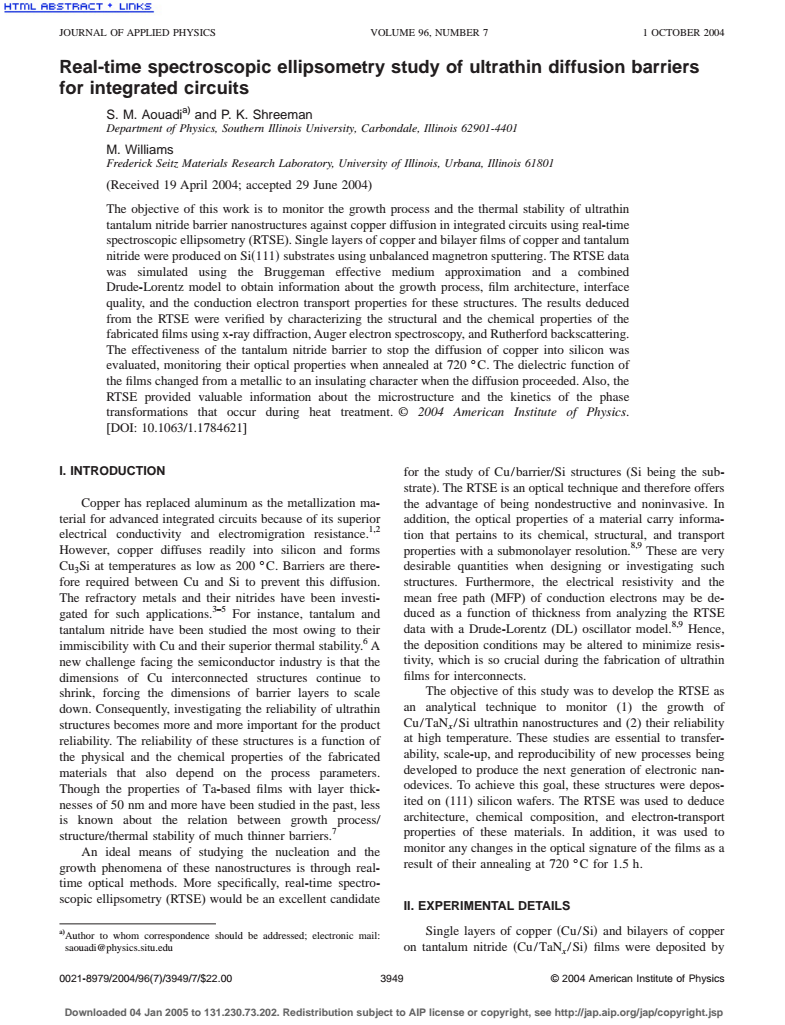 HTML ABSTRACT * LINKS
JOURNAL OF APPLIED PHYSICS VOLUME 96, NUMBER 7 1 OCTOBER 2004
Real-time spectroscopic ellipsometry study of ultrathin diffusion barriers
for integrated circuits
S. M. Aouadia) and P. K. Shreeman
Department of Physics, Southern Illinois University, Carbondale, Illinois 62901-4401
M. Williams
Frederick Seitz Materials Research Laboratory, University of Illinois, Urbana, Illinois 61801
(Received 19 April 2004; accepted 29 June 2004)
The objective of this work is to monitor the growth process and the thermal stability of ultrathin
tantalum nitride barrier nanostructures against copper diffusion in integrated circuits using real-time
spectroscopic ellipsometry (RTSE). Single layers of copper and bilayer films of copper and tantalum
nitride were produced on Si(111) substrates using unbalanced magnetron sputtering. The RTSE data
was simulated using the Bruggeman effective medium approximation and a combined
Drude-Lorentz model to obtain information about the growth process, film architecture, interface
quality, and the conduction electron transport properties for these structures. The results deduced
from the RTSE were verified by characterizing the structural and the chemical properties of the
fabricated films using x-ray diffraction, Auger electron spectroscopy, and Rutherford backscattering.
The effectiveness of the tantalum nitride barrier to stop the diffusion of copper into silicon was
evaluated, monitoring their optical properties when annealed at 720 °C. The dielectric function of
the films changed from a metallic to an insulating character when the diffusion proceeded. Also, the
RTSE provided valuable information about the microstructure and the kinetics of the phase
transformations that occur during heat treatment. © 2004 American Institute of Physics.
[DOI: 10.1063/1.1784621]
I. INTRODUCTION
Copper has replaced aluminum as the metallization ma-
terial for advanced integrated circuits because of its superior
electrical conductivity and electromigration resistance.1,2
However, copper diffuses readily into silicon and forms
Cu3Si at temperatures as low as 200 °C. Barriers are there-
fore required between Cu and Si to prevent this diffusion.
The refractory metals and their nitrides have been investi-
gated for such applications.3–5 For instance, tantalum and
tantalum nitride have been studied the most owing to their
immiscibility with Cu and their superior thermal stability.6 A
new challenge facing the semiconductor industry is that the
dimensions of Cu interconnected structures continue to
shrink, forcing the dimensions of barrier layers to scale
down. Consequently, investigating the reliability of ultrathin
structures becomes more and more important for the product
reliability. The reliability of these structures is a function of
the physical and the chemical properties of the fabricated
materials that also depend on the process parameters.
Though the properties of Ta-based films with layer thick-
nesses of 50 nm and more have been studied in the past, less
is known about the relation between growth process/
structure/thermal stability of much thinner barriers.7
An ideal means of studying the nucleation and the
growth phenomena of these nanostructures is through real-
time optical methods. More specifically, real-time spectro-
scopic ellipsometry (RTSE) would be an excellent candidate
a)Author to whom correspondence should be addressed; electronic mail:
saouadi@physics.situ.edu
for the study of Cu/barrier/Si structures (Si being the sub-
strate). The RTSE is an optical technique and therefore offers
the advantage of being nondestructive and noninvasive. In
addition, the optical properties of a material carry informa-
tion that pertains to its chemical, structural, and transport
properties with a submonolayer resolution.8,9 These are very
desirable quantities when designing or investigating such
structures. Furthermore, the electrical resistivity and the
mean free path (MFP) of conduction electrons may be de-
duced as a function of thickness from analyzing the RTSE
data with a Drude-Lorentz (DL) oscillator model.8,9 Hence,
the deposition conditions may be altered to minimize resis-
tivity, which is so crucial during the fabrication of ultrathin
films for interconnects.
The objective of this study was to develop the RTSE as
an analytical technique to monitor (1) the growth of
Cu/TaNx/Si ultrathin nanostructures and (2) their reliability
at high temperature. These studies are essential to transfer-
ability, scale-up, and reproducibility of new processes being
developed to produce the next generation of electronic nan-
odevices. To achieve this goal, these structures were depos-
ited on (111) silicon wafers. The RTSE was used to deduce
architecture, chemical composition, and electron-transport
properties of these materials. In addition, it was used to
monitor any changes in the optical signature of the films as a
result of their annealing at 720 °C for 1.5 h.
II. EXPERIMENTAL DETAILS
Single layers of copper (Cu/Si) and bilayers of copper
on tantalum nitride (Cu/TaNx/Si) films were deposited by
0021-8979/2004/96(7)/3949/7/$22.00 3949 © 2004 American Institute of Physics
Downloaded 04 Jan 2005 to 131.230.73.202. Redistribution subject to AIP license or copyright, see http://jap.aip.org/jap/copyright.jsp